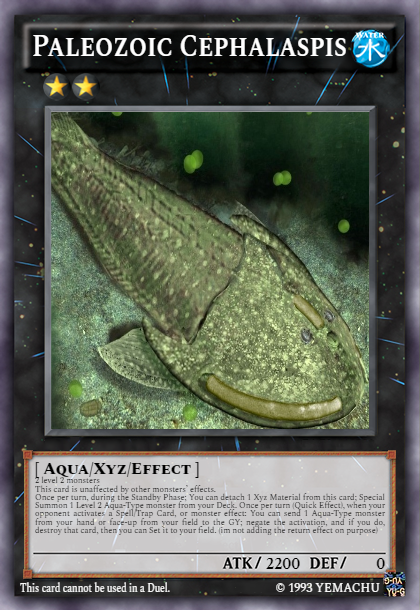 PALEOZOIC CEPHALASPIS
WATER
水
[ AQUA/XYZ/EFFECT ]
2 level 2 monsters
This card is unaffected by other monsters' effects.
Once per turn, during the Standby Phase; You can detach 1 Xyz Material from this card; Special
Summon 1 Level 2 Aqua-Type monster from your Deck. Once per turn (Quick Effect), when your
opponent activates a Spell/Trap Card, or monster effect: You can send 1 Aqua-Type monster
from your hand or face-up from your field to the GY; negate the activation, and if you do,
destroy that card, then you can Set it to your field. (im not adding the return effect on purpose)
ATK/ 2200 DEF/ 0
This card cannot be used in a Duel.
© 1993 YEMACHU